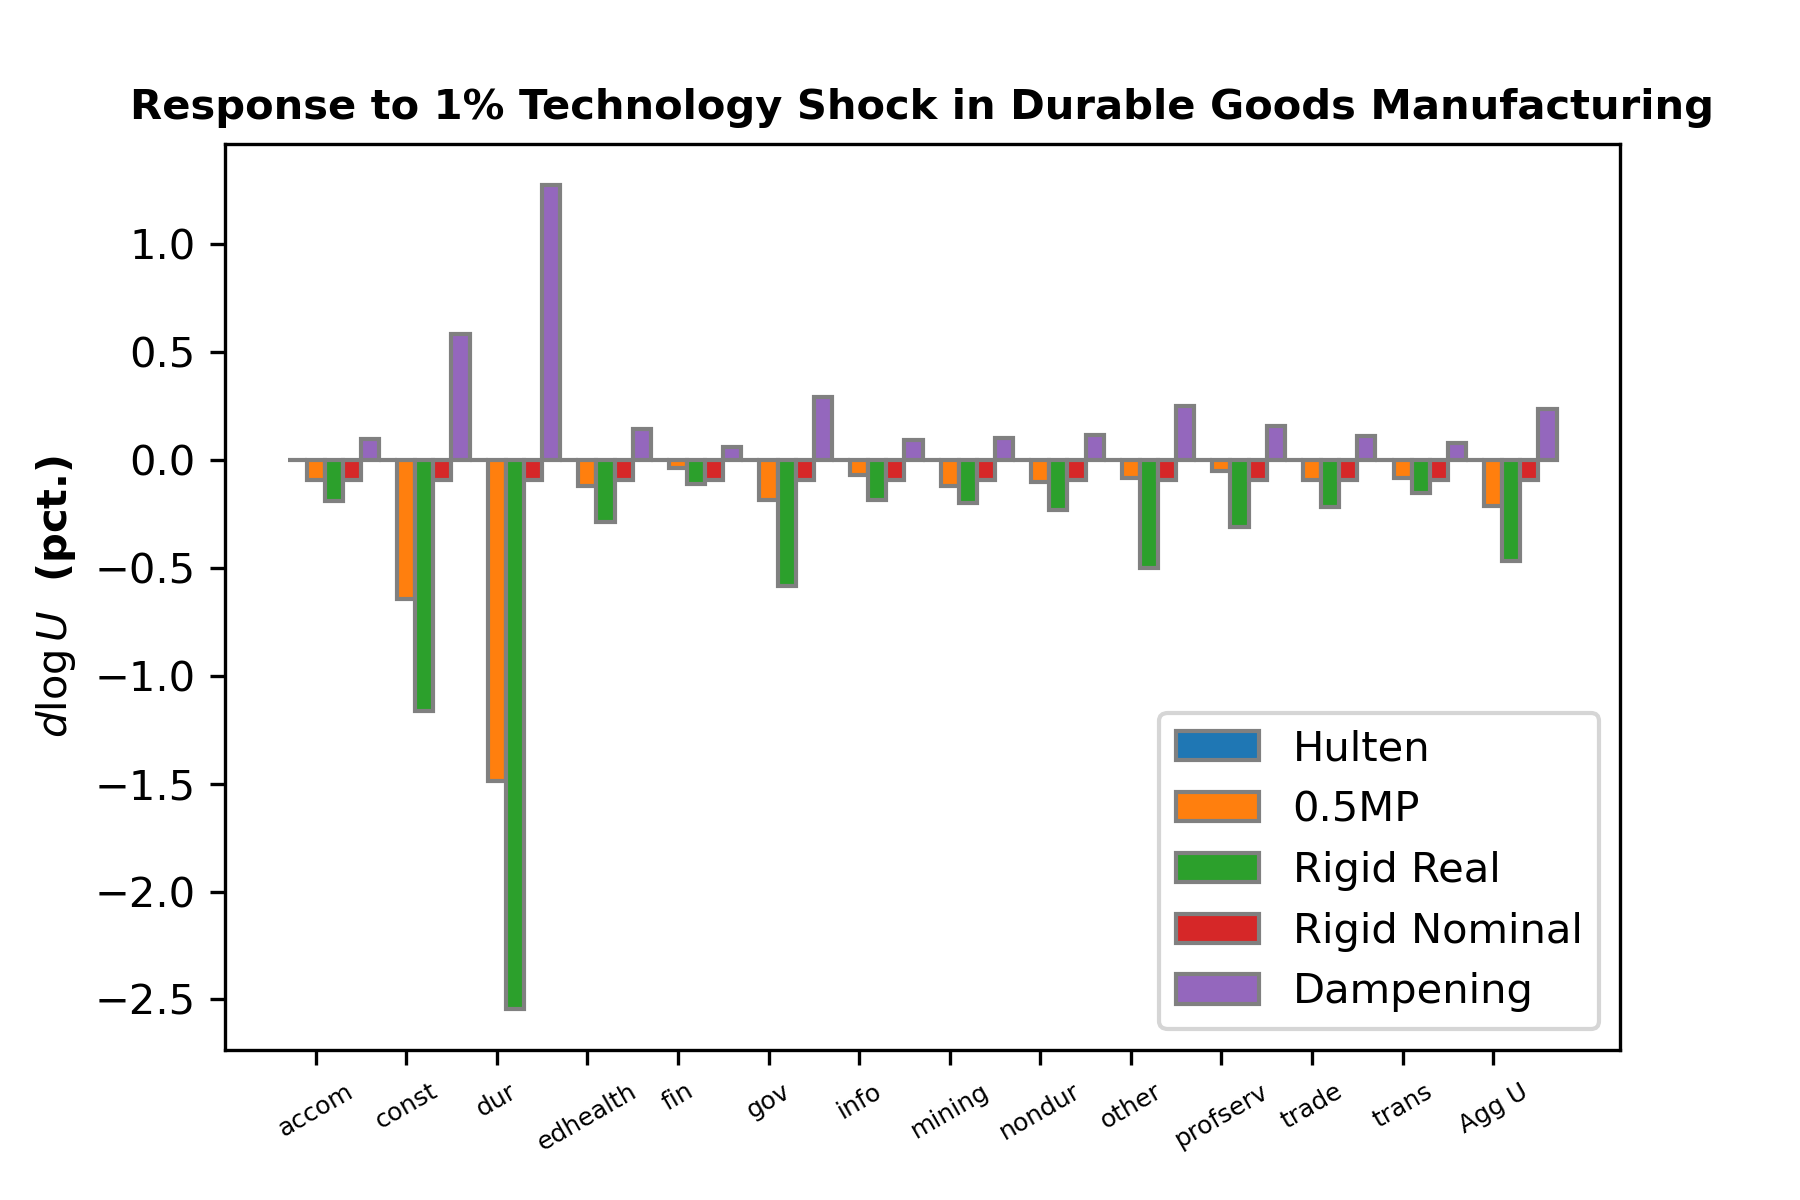 Response to 1% Technology Shock in Durable Goods Manufacturing
dlog U (pct.)
1.0
0.5
0.0
−0.5
−1.0
−1.5
−2.0
−2.5
Hulten
0.5MP
Rigid Real
Rigid Nominal
Dampening
accom
const
dur
edhealth
fin
gov
info
mining
nondur
other
profserv
trade
trans
Agg U